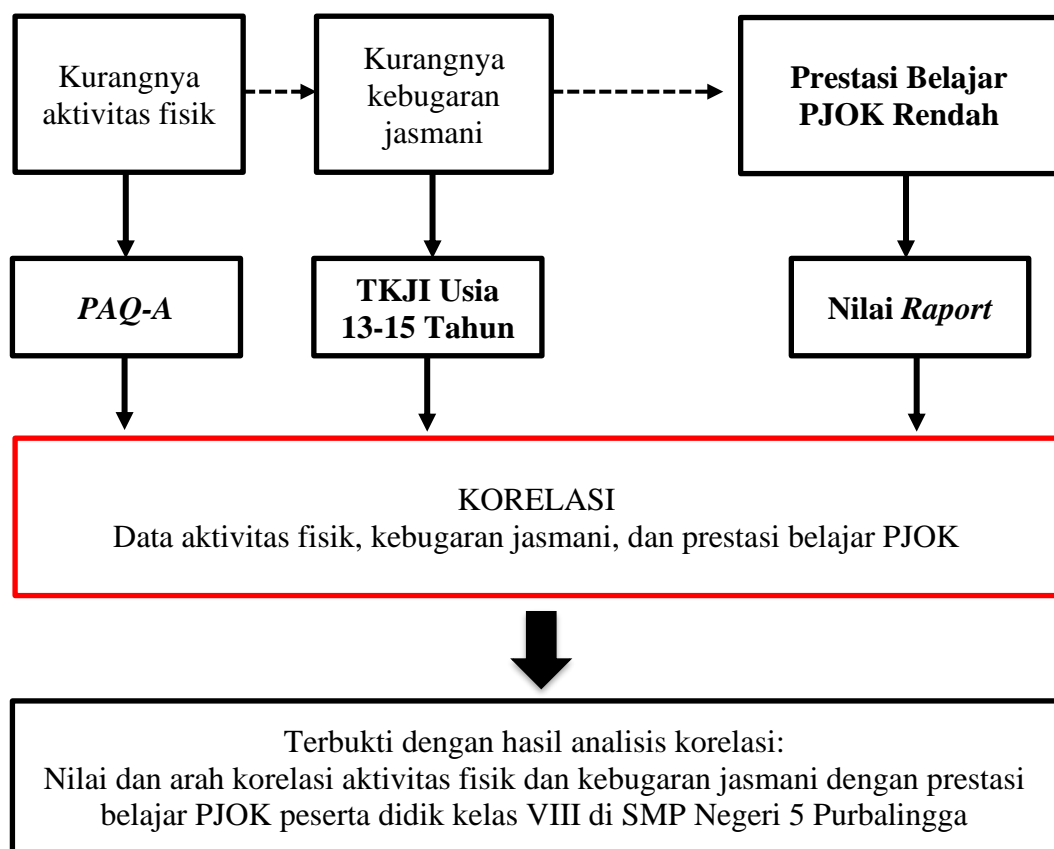 Kurangnya
aktivitas fisik
Kurangnya
kebugaran
jasmani
Prestasi Belajar
PJOK Rendah
PAQ-A
TKJI Usia
13-15 Tahun
Nilai Raport
KORELASI
Data aktivitas fisik, kebugaran jasmani, dan prestasi belajar PJOK
Terbukti dengan hasil analisis korelasi:
Nilai dan arah korelasi aktivitas fisik dan kebugaran jasmani dengan prestasi
belajar PJOK peserta didik kelas VIII di SMP Negeri 5 Purbalingga